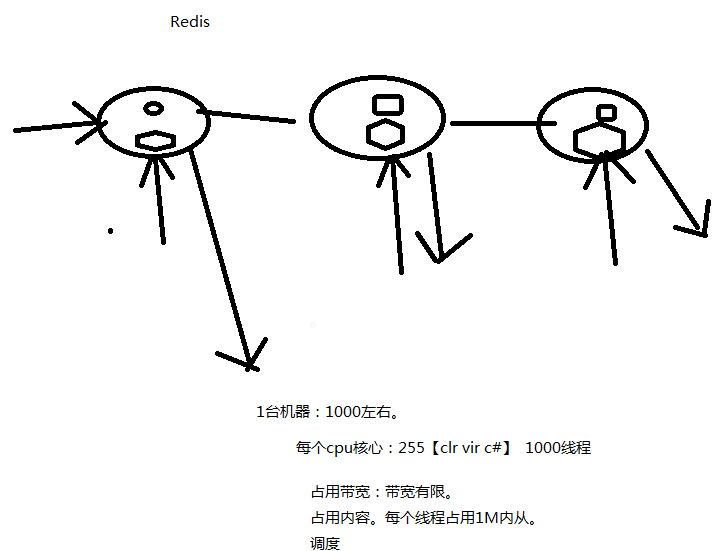 Redis
1台机器：1000左右。
每个cpu核心：255【clr vir c#】 1000线程
占用带宽：带宽有限。
占用内容。每个线程占用1M内从。
调度